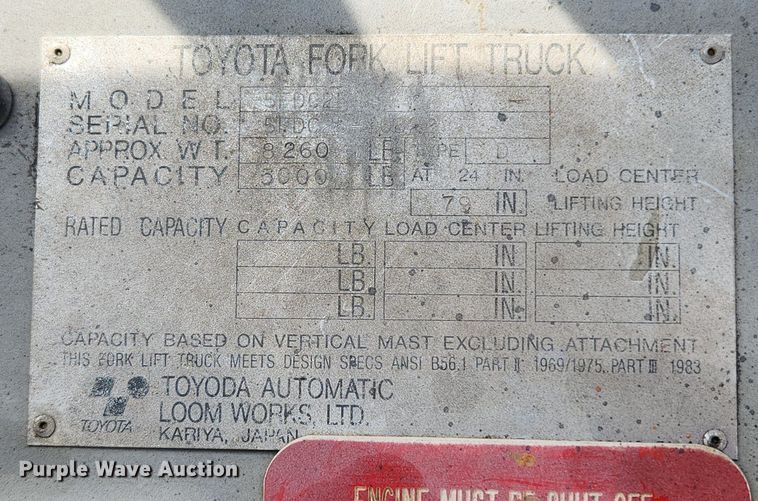 TOYOTA FORK LIFT TRUCK
MODEL
SERIAL NO.
APPROX W.T. 8260 LB. TYPE D
CAPACITY 5000 LB. AT 24 IN. LOAD CENTER
79 IN. LIFTING HEIGHT
RATED CAPACITY CAPACITY LOAD CENTER LIFTING HEIGHT
LB. IN IN.
LB. IN. IN.
LB. IN. IN.
CAPACITY BASED ON VERTICAL MAST EXCLUDING ATTACHMENT
THIS FORK LIFT TRUCK MEETS DESIGN SPECS ANSI B56.1 PART II 1969/1975, PART III 1983
TOYODA AUTOMATIC
LOOM WORKS, LTD.
TOYOTA
KARIYA, JAPAN
Purple Wave Auction
ENGINE MUST BE SHUT OFF